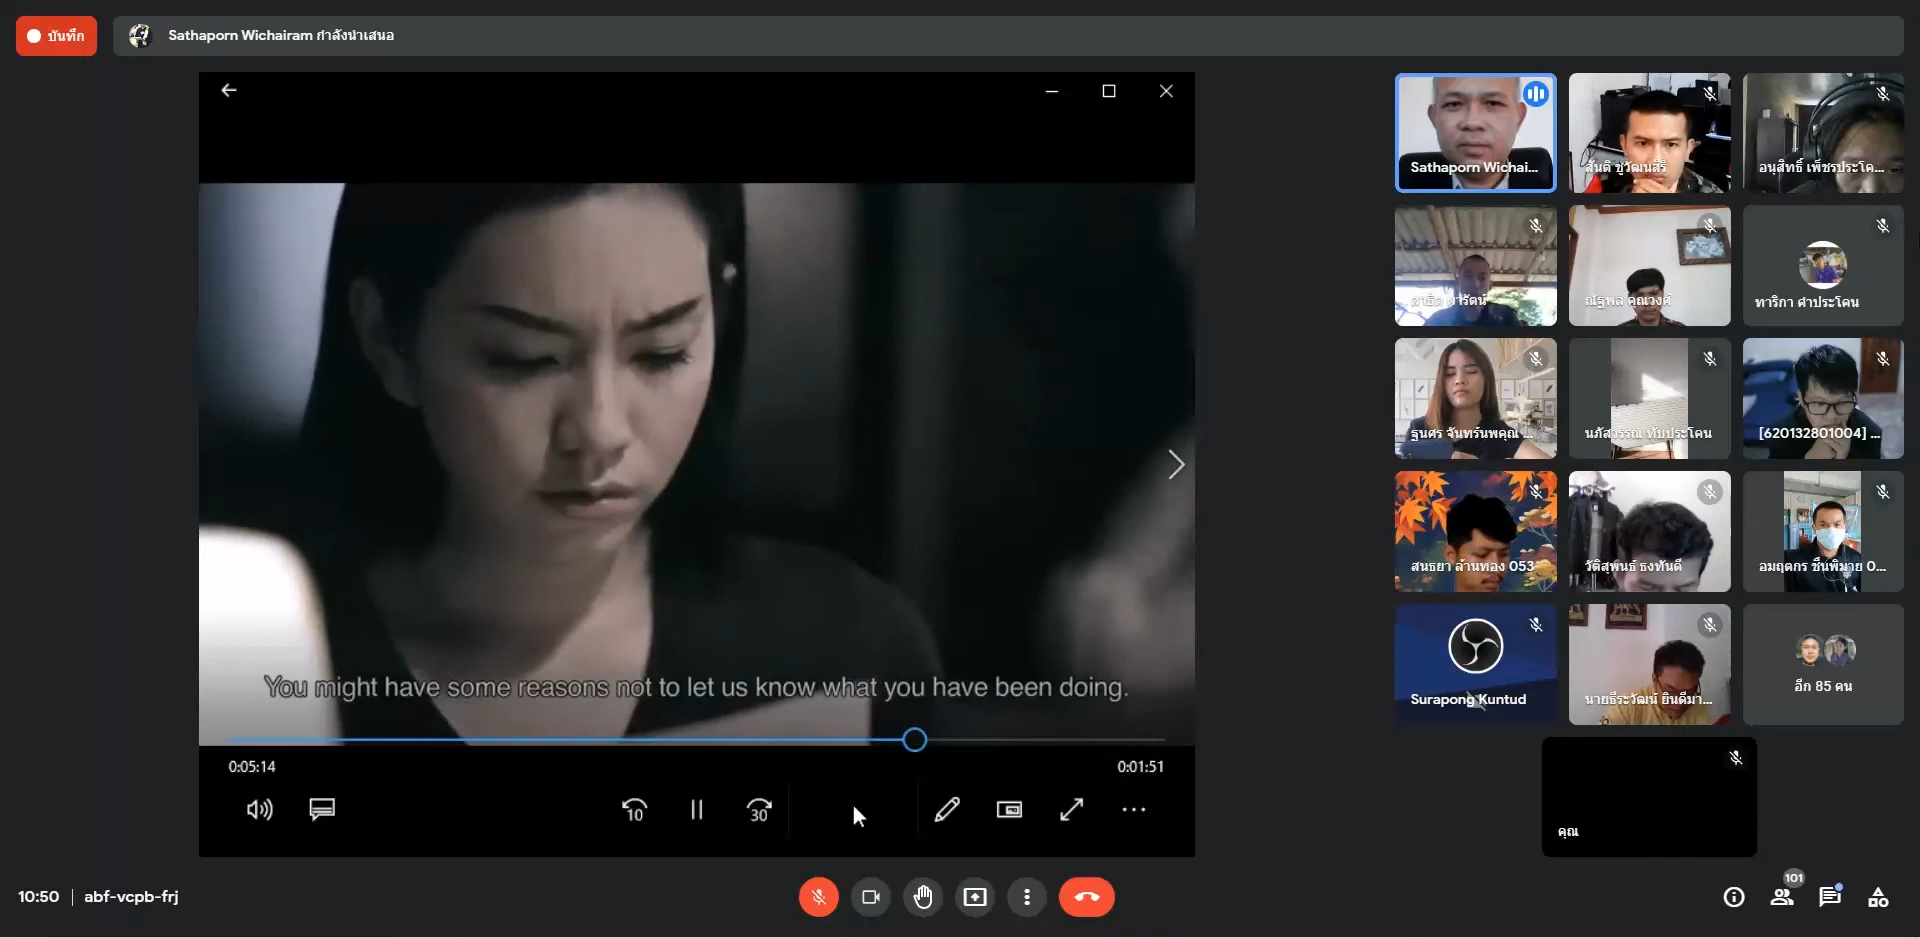 บันทึก
Sathaporn Wichairam กำลังนำเสนอ
You might have some reasons not to let us know what you have been doing.
0:05:14
0:01:51
10
30
Sathaporn Wichai...
สันติ ชูวัฒนสิริ
อนุสิทธิ์ เพ็ชรประโค...
ณัฐพล คุณวงศ์
ทาริกา ศาประโคน
ฐนศร จันทร์นพคุณ ...
นภัสวรรณ ทับประโคน
[620132801004] ...
สนธยา ล้านทอง 053
วัติสุพันธ์ ธงทันดี
อมฤตกร ชื่นพิมาย 0...
Surapong Kuntud
นายธีระวัฒน์ ยินดีมา...
อีก 85 คน
คุณ
10:50 | abf-vcpb-frj
101